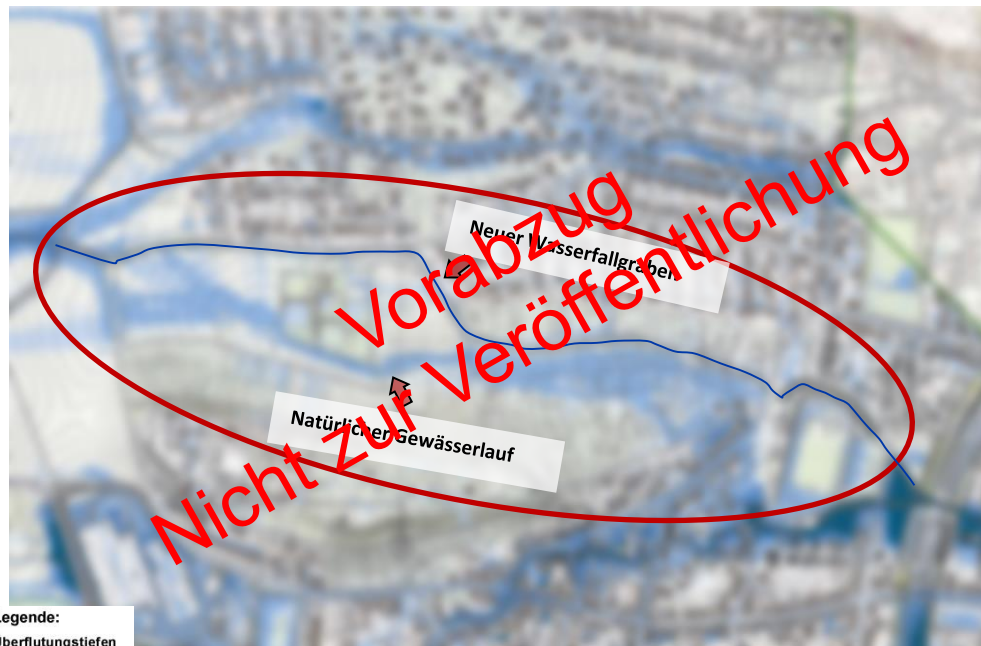 Neuer Wasserfallgraben
Vorabzug
Nicht zur Veröffentlichung
Natürlicher Gewässerlauf
Legende:
Überflutungstiefen